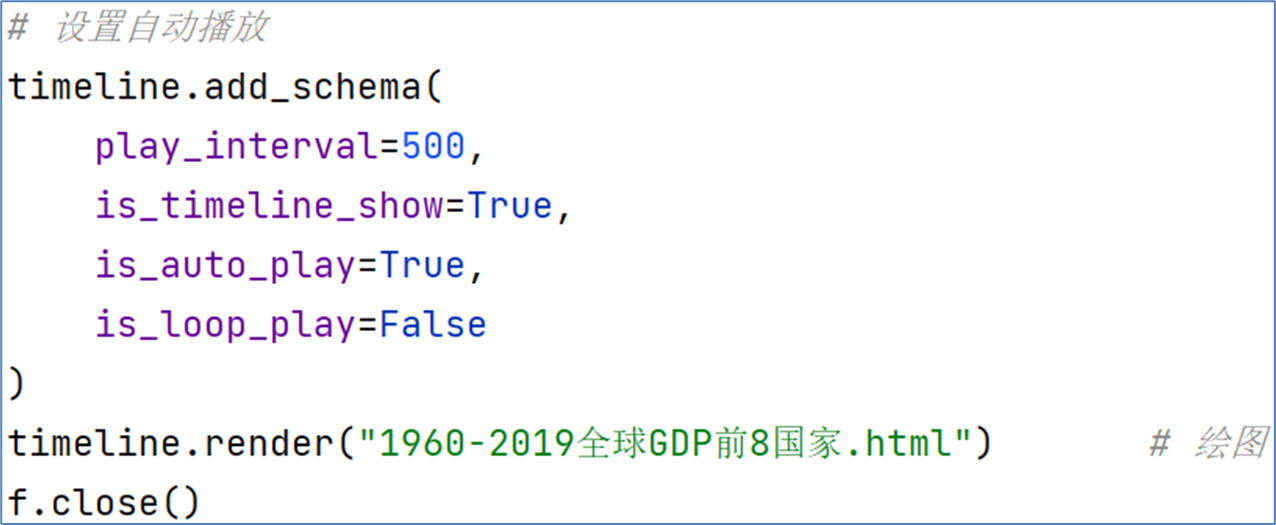 # 设置自动播放
timeline.add_schema(
    play_interval=500,
    is_timeline_show=True,
    is_auto_play=True,
    is_loop_play=False
)
timeline.render("1960-2019全球GDP前8国家.html")       # 绘图
f.close()